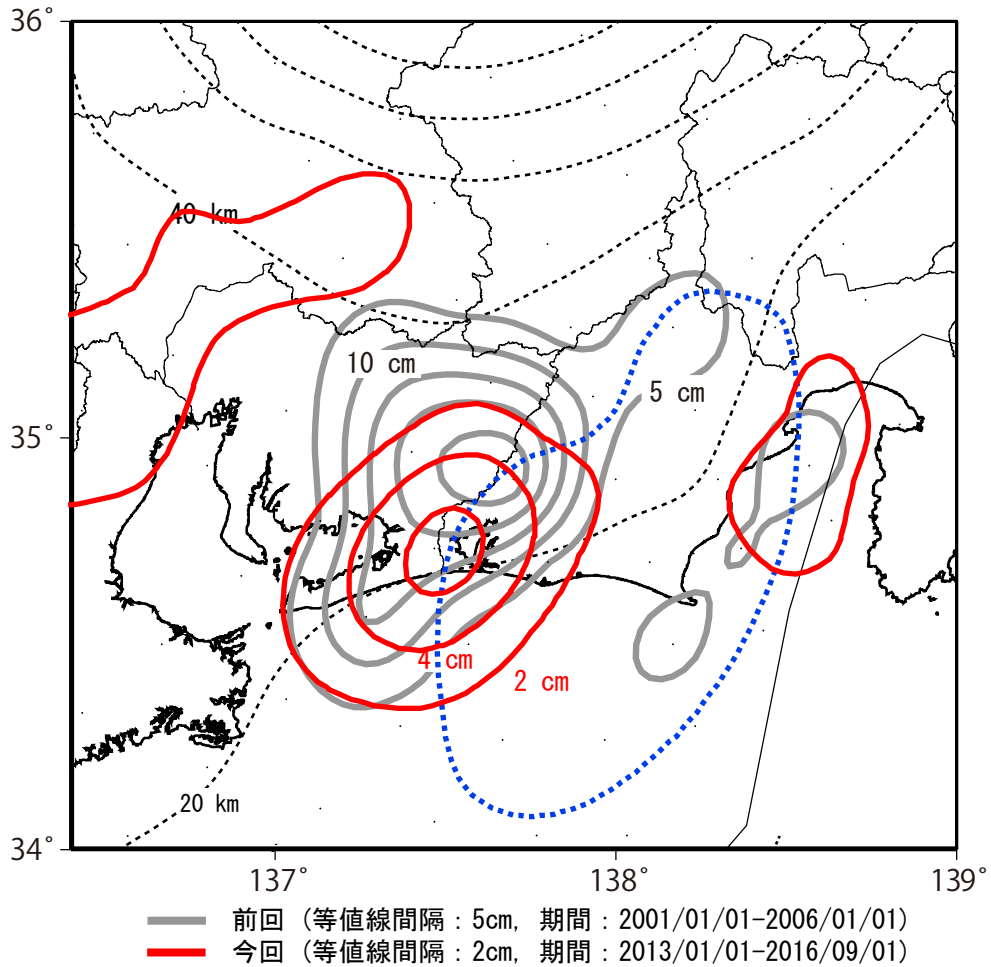 36°
40 km
10 cm
5 cm
35°
4 cm
2 cm
20 km
34°
137°
138°
139°
前回 (等値線間隔：5cm, 期間：2001/01/01-2006/01/01)
今回 (等値線間隔：2cm, 期間：2013/01/01-2016/09/01)